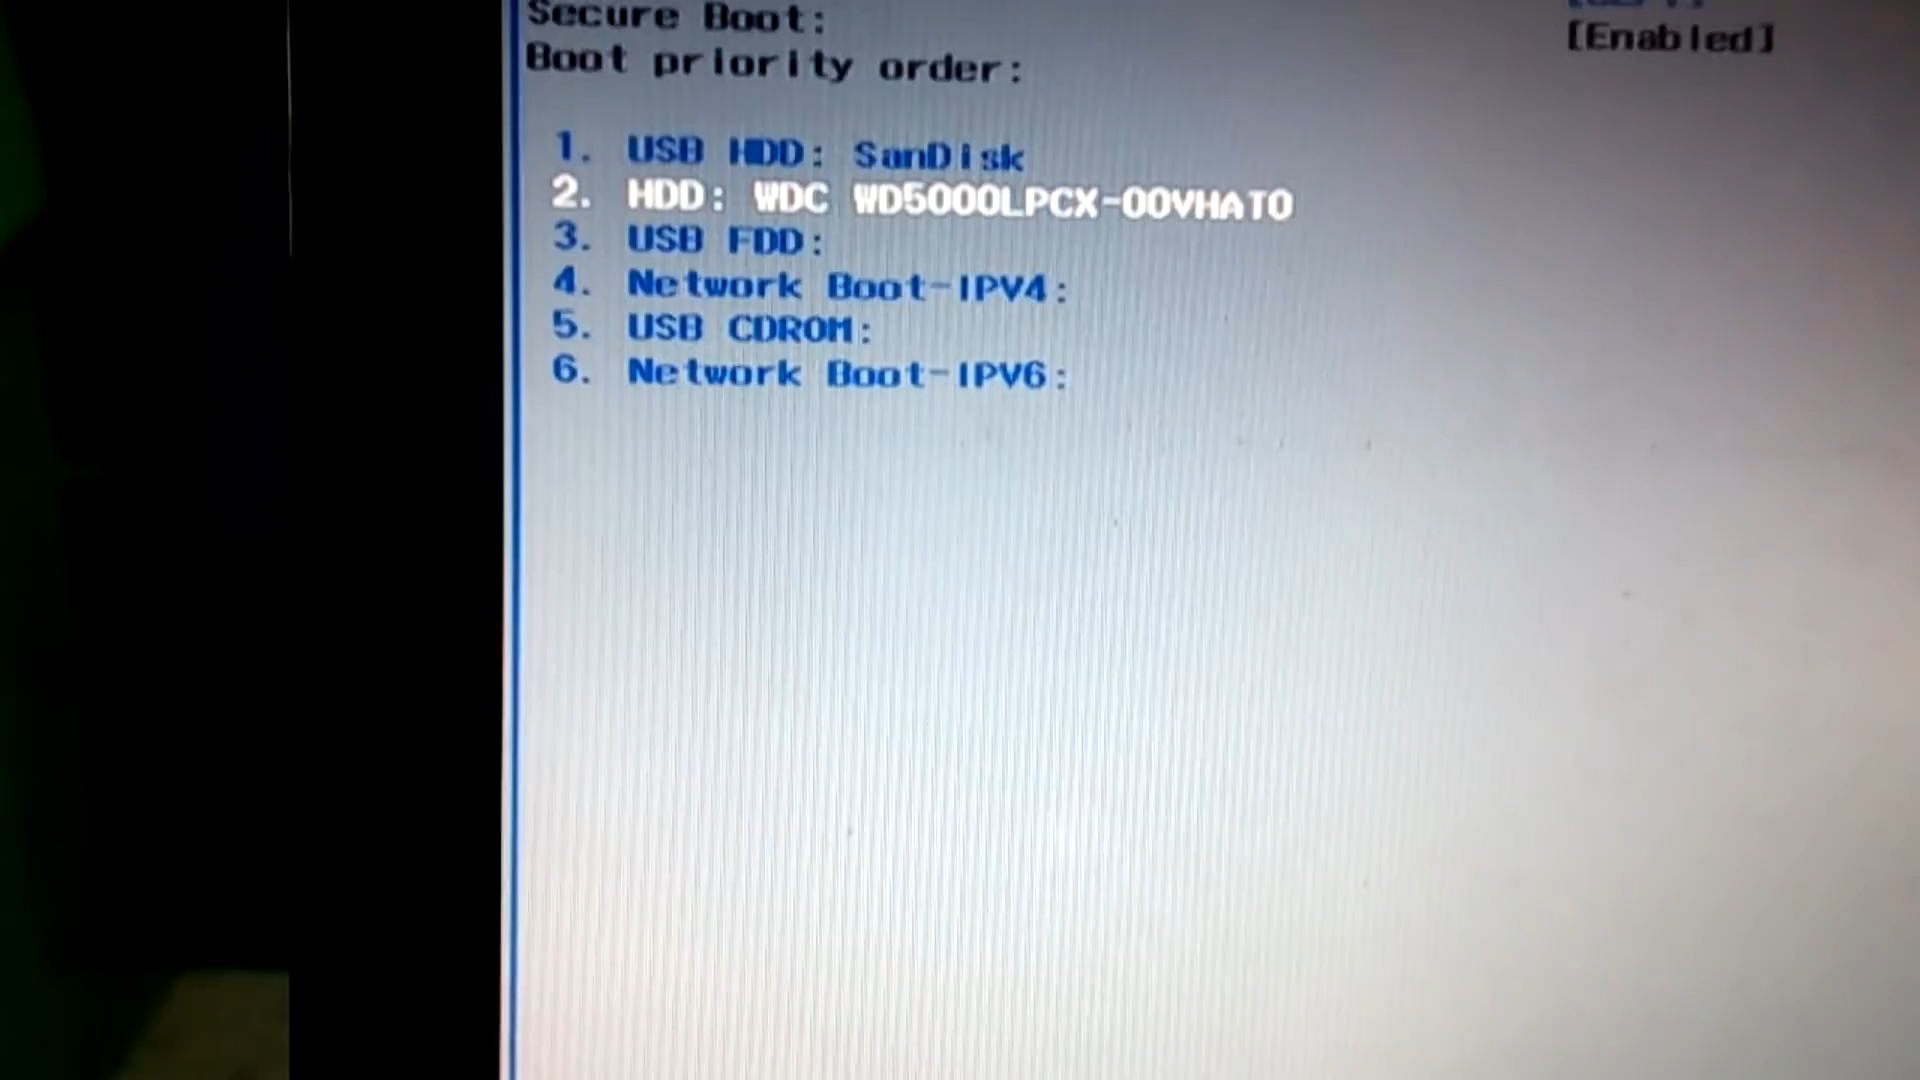 Secure Boot: [Enabled]
Boot priority order:
1. USB HDD: SanDisk
2. HDD: WDC WD5000LPCX-00VHAT0
3. USB FDD:
4. Network Boot-IPV4:
5. USB CDROM:
6. Network Boot-IPV6: